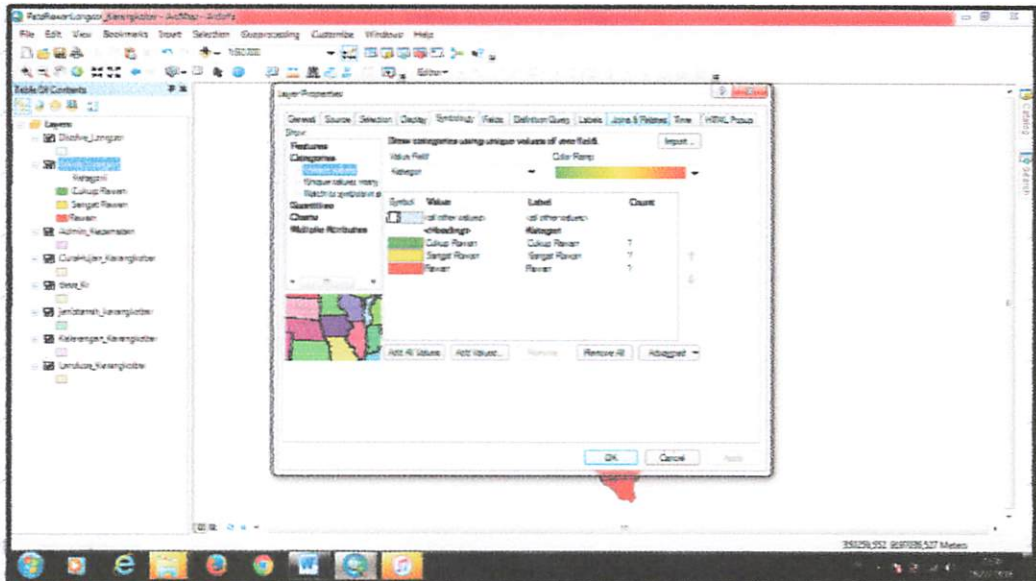 PetaRawanLongsor_Karangkobar - ArcMap - ArcInfo
File Edit View Bookmarks Insert Selection Geoprocessing Customize Windows Help
Editor
Table Of Contents
Layers
Disolve_Longsor
Kategori
Cukup Rawan
Sangat Rawan
Rawan
Admin_Kecamatan
CurahHujan_Karangkobar
JenisTanah_Karangkobar
Kelerengan_Karangkobar
Layer Properties
General Source Selection Display Symbology Fields Definition Query Labels Joins & Relates Time HTML Popup
Show:
Features
Categories
Unique values
Unique values, many
Match to symbols in a
Quantities
Charts
Multiple Attributes
Draw categories using unique values of one field.
Import...
Value Field
Color Ramp
Kategori
Symbol Value Label Count
<all other values> <all other values>
<Heading> Kategori
Cukup Rawan Cukup Rawan ?
Sangat Rawan Sangat Rawan ?
Rawan Rawan ?
Add All Values Add Values... Remove Remove All Advanced
OK Cancel Apply
Catalog
Search
Meters